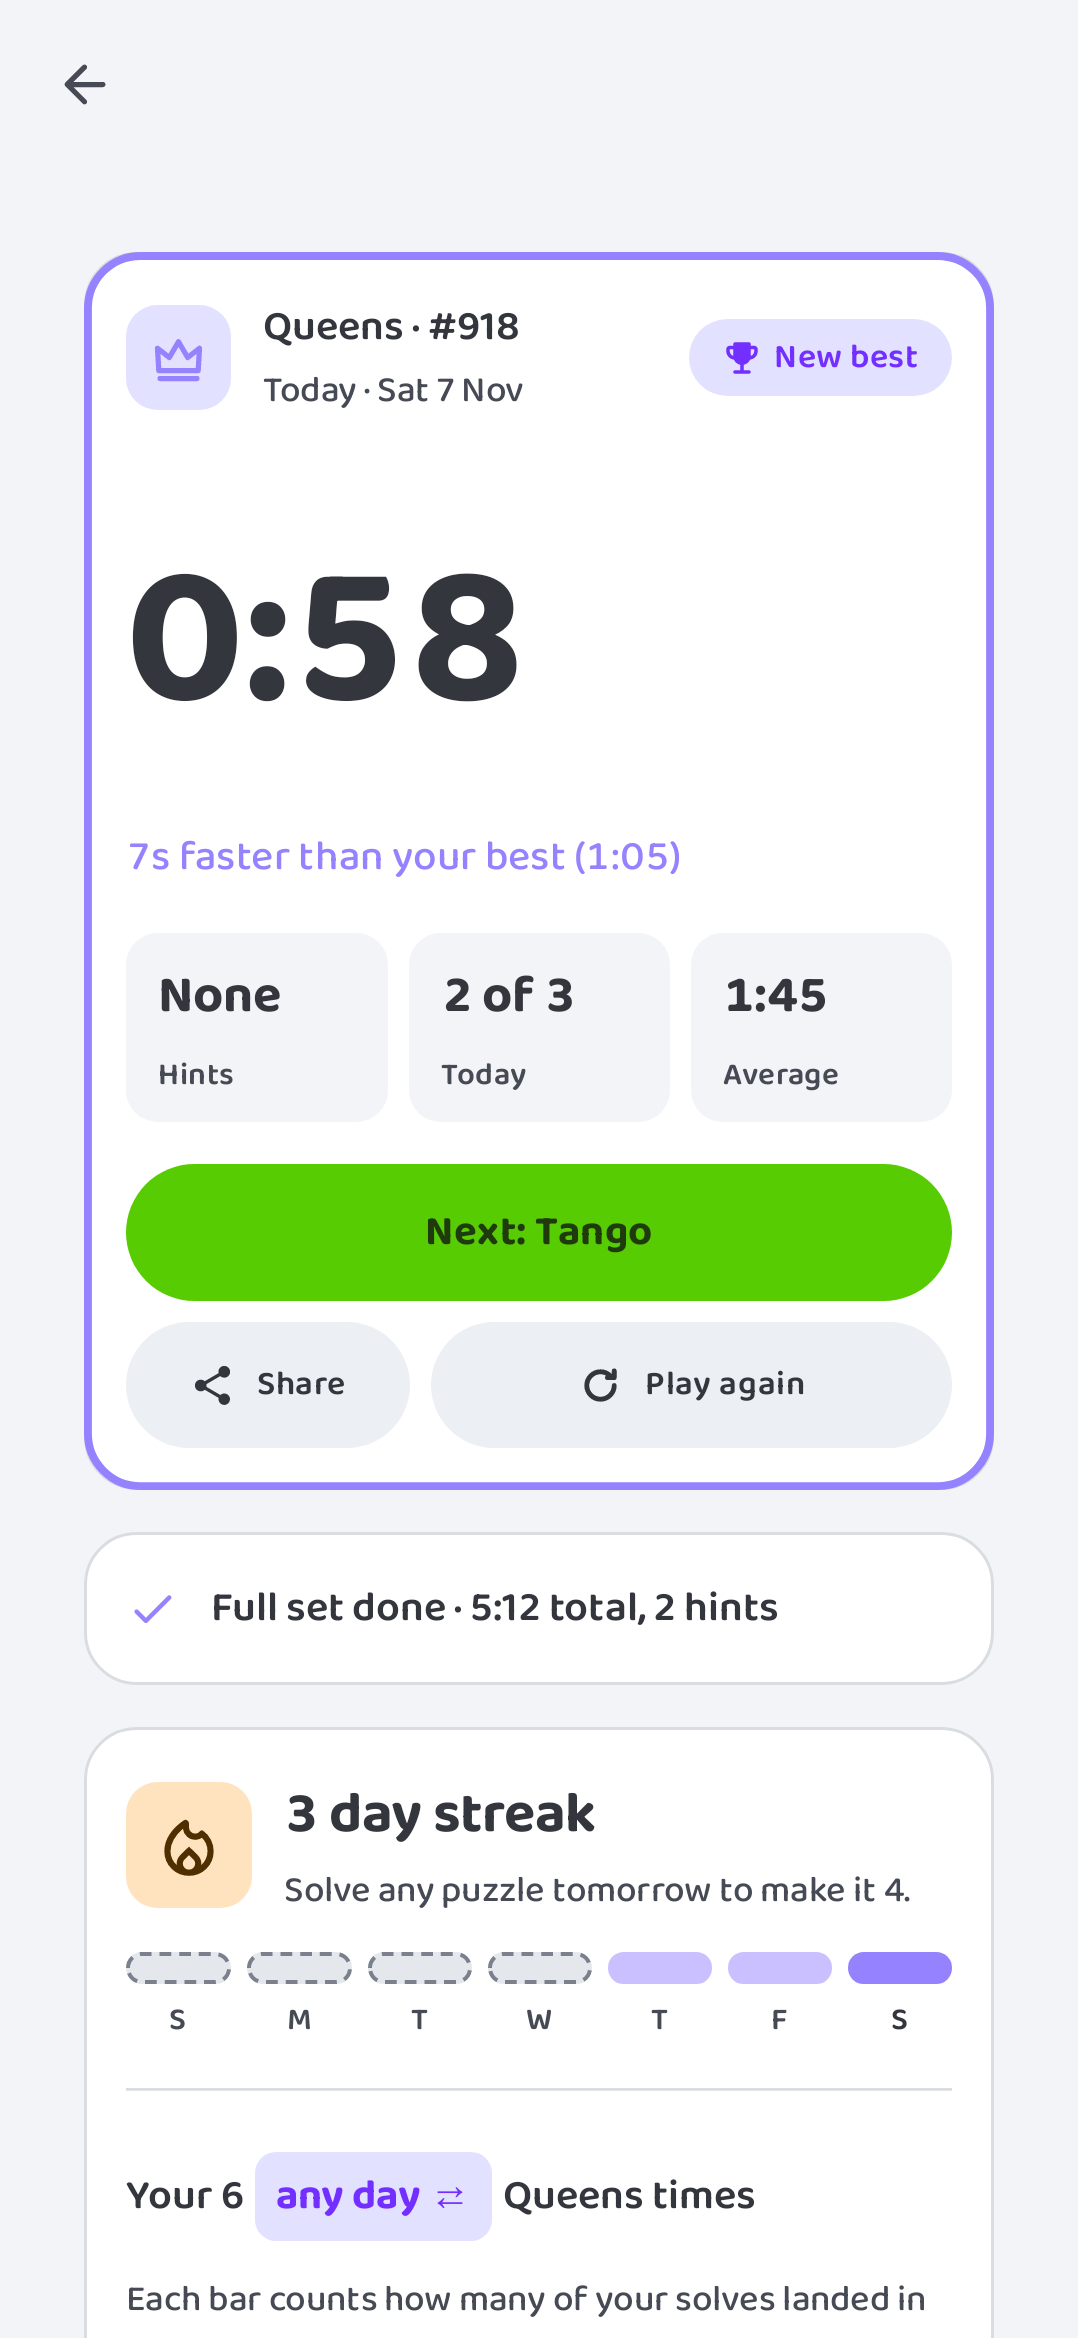 Queens · #918
Today · Sat 7 Nov
New best
0:58
7s faster than your best (1:05)
None
Hints
2 of 3
Today
1:45
Average
Next: Tango
Share
Play again
Full set done · 5:12 total, 2 hints
3 day streak
Solve any puzzle tomorrow to make it 4.
S M T W T F S
Your 6 any day ⇄ Queens times
Each bar counts how many of your solves landed in